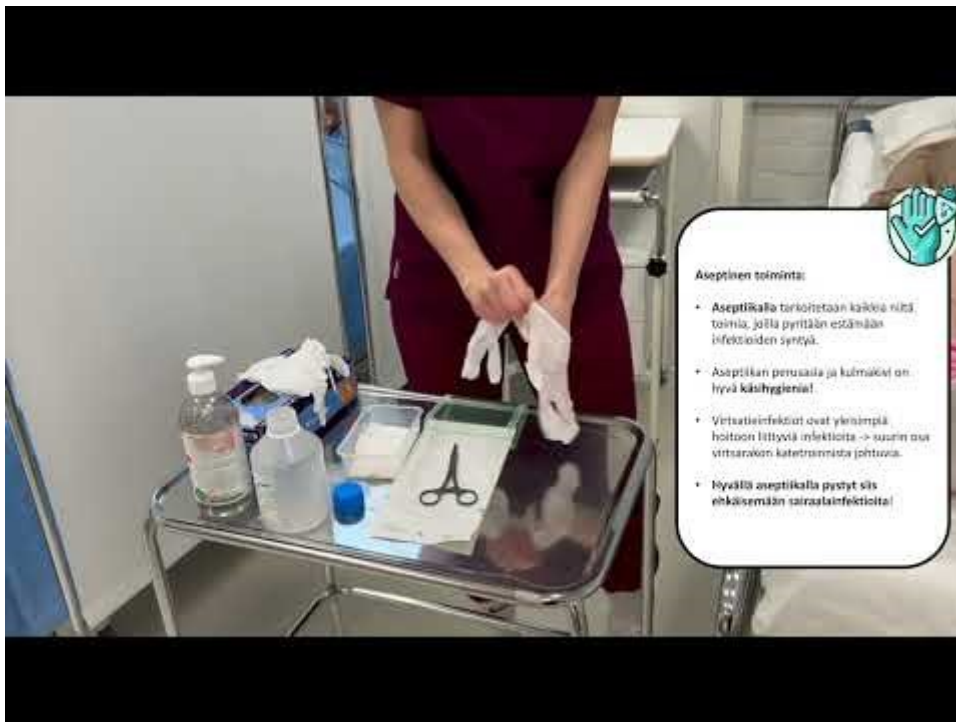 Aseptinen toiminta:
• Aseptiikalla tarkoitetaan kaikkia niitä
toimia, joilla pyritään estämään
infektioiden syntyä.
• Aseptiikan perusasia ja kulmakivi on
hyvä käsihygienia!
• Virtsatieinfektiot ovat yleisimpiä
hoitoon liittyviä infektioita -> suurin osa
virtsarakon katetroinnista johtuvia.
• Hyvällä aseptiikalla pystyt siis
ehkäisemään sairaalainfektioita!